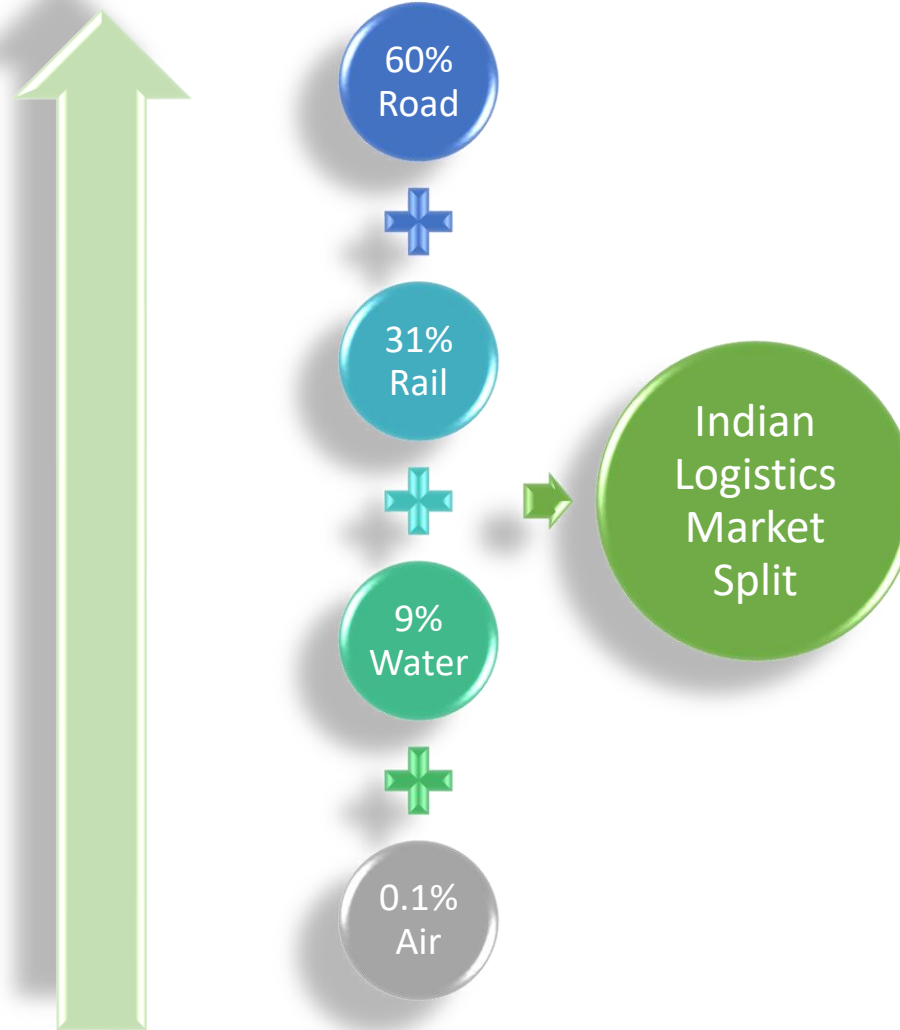 60%
Road
31%
Rail
9%
Water
0.1%
Air
Indian
Logistics
Market
Split